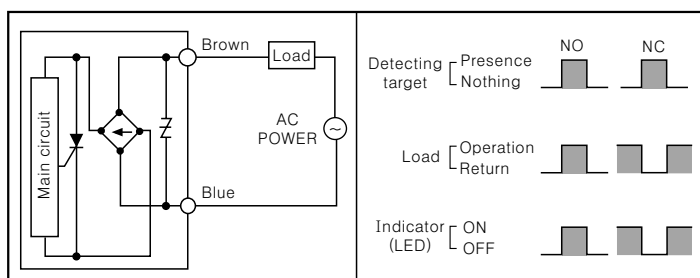 Main circuit
Brown
Load
AC
POWER
~
Blue
NO NC
Detecting
target
Presence
Nothing
Load
Operation
Return
Indicator
(LED)
ON
OFF